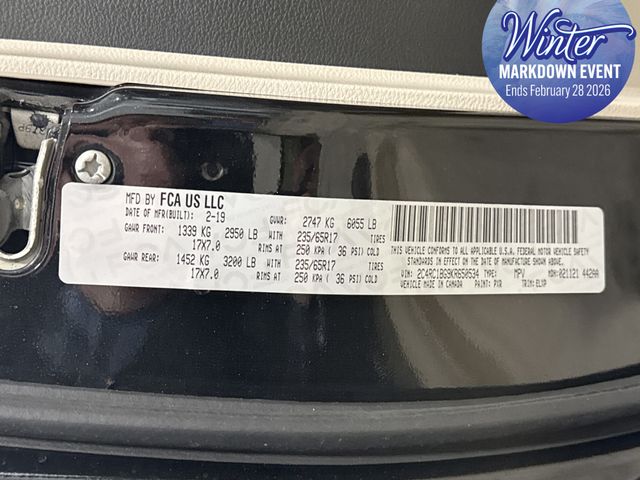 Winter
MARKDOWN EVENT
Ends February 28 2026
MFD BY FCA US LLC
DATE OF MFR(BUILT): 2-19 GVWR: 2747 KG 6055 LB
GAWR FRONT: 1339 KG 2950 LB WITH 235/65R17 TIRES
17X7.0 RIMS AT 250 KPA ( 36 PSI) COLD
GAWR REAR: 1452 KG 3200 LB WITH 235/65R17 TIRES
17X7.0 RIMS AT 250 KPA ( 36 PSI) COLD
THIS VEHICLE CONFORMS TO ALL APPLICABLE U.S.A. FEDERAL MOTOR VEHICLE SAFETY
STANDARDS IN EFFECT ON THE DATE OF MANUFACTURE SHOWN ABOVE.
VIN: 2C4RC1BG9KR650534 TYPE: MPV MDH:021121 442AA
VEHICLE MADE IN CANADA PAINT: PXR TRIM: